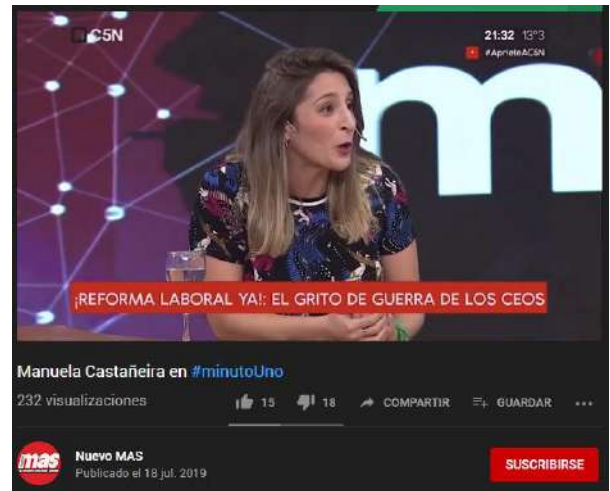 C5N
21:32 13°3
#AprieteAC5N
m
¡REFORMA LABORAL YA!: EL GRITO DE GUERRA DE LOS CEOS
Manuela Castañeira en #minutoUno
232 visualizaciones
15
18
COMPARTIR
GUARDAR
mas
Nuevo MAS
Publicado el 18 jul. 2019
SUSCRIBIRSE